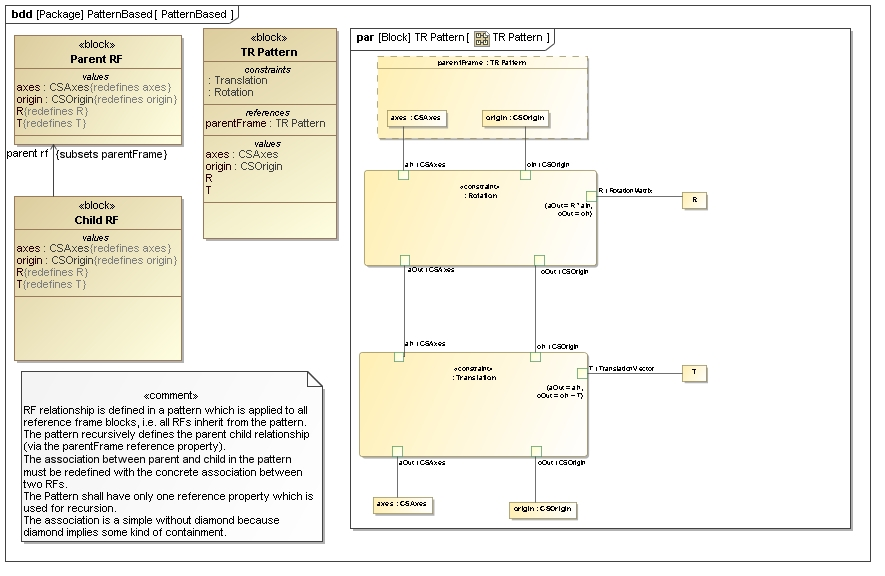 bdd [Package] PatternBased [ PatternBased ]
«block»
Parent RF
values
axes : CSAxes{redefines axes}
origin : CSOrigin{redefines origin}
R{redefines R}
T{redefines T}
parent rf {subsets parentFrame}
«block»
Child RF
values
axes : CSAxes{redefines axes}
origin : CSOrigin{redefines origin}
R{redefines R}
T{redefines T}
«block»
TR Pattern
constraints
: Translation
: Rotation
references
parentFrame : TR Pattern
values
axes : CSAxes
origin : CSOrigin
R
T
«comment»
RF relationship is defined in a pattern which is applied to all
reference frame blocks, i.e. all RFs inherit from the pattern.
The pattern recursively defines the parent child relationship
(via the parentFrame reference property).
The association between parent and child in the pattern
must be redefined with the concrete association between
two RFs.
The Pattern shall have only one reference property which is
used for recursion.
The association is a simple without diamond because
diamond implies some kind of containment.
par [Block] TR Pattern [ TR Pattern ]
parentFrame : TR Pattern
axes : CSAxes
origin : CSOrigin
aIn : CSAxes
oIn : CSOrigin
«constraint»
: Rotation
(aOut = R * aIn,
oOut = oIn)
R : RotationMatrix
R
aOut : CSAxes
oOut : CSOrigin
aIn : CSAxes
oIn : CSOrigin
«constraint»
: Translation
(aOut = aIn,
oOut = oIn - T)
T : TranslationVector
T
aOut : CSAxes
oOut : CSOrigin
axes : CSAxes
origin : CSOrigin